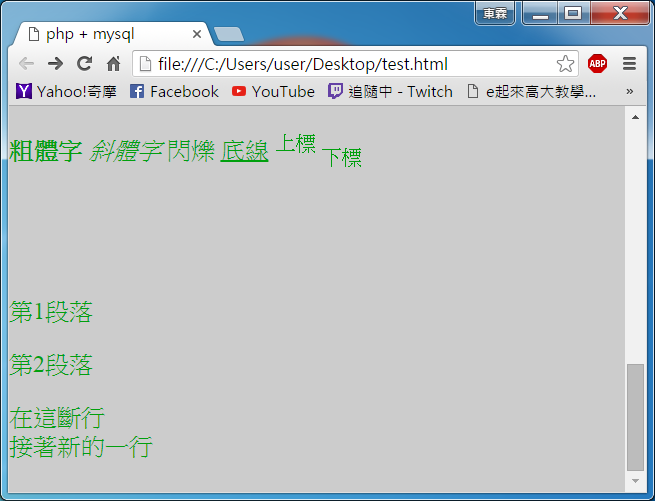 東霖
php + mysql
file:///C:/Users/user/Desktop/test.html
ABP
Yahoo!奇摩 Facebook YouTube 追隨中 - Twitch e起來高大教學... »
粗體字 斜體字 閃爍 底線 上標 下標
第1段落
第2段落
在這斷行
接著新的一行